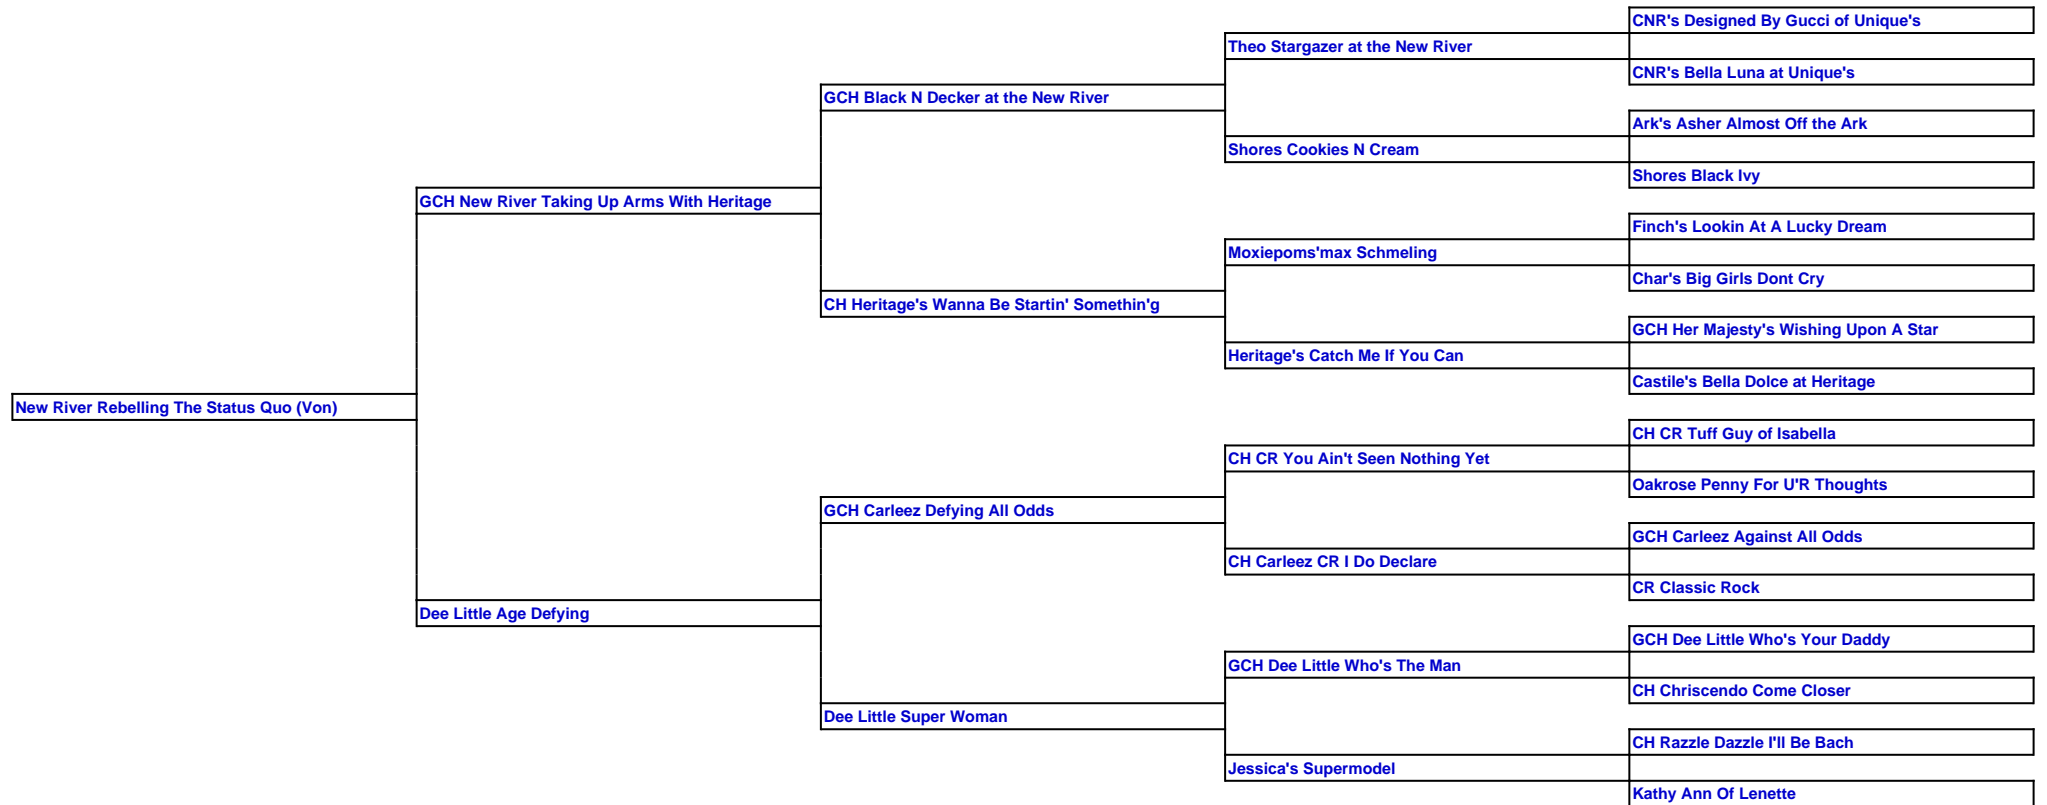 CNR's Designed By Gucci of Unique's
Theo Stargazer at the New River
CNR's Bella Luna at Unique's
GCH Black N Decker at the New River
Ark's Asher Almost Off the Ark
Shores Cookies N Cream
Shores Black Ivy
GCH New River Taking Up Arms With Heritage
Finch's Lookin At A Lucky Dream
Moxiepoms'max Schmeling
Char's Big Girls Dont Cry
CH Heritage's Wanna Be Startin' Somethin'g
GCH Her Majesty's Wishing Upon A Star
Heritage's Catch Me If You Can
Castile's Bella Dolce at Heritage
New River Rebelling The Status Quo (Von)
CH CR Tuff Guy of Isabella
CH CR You Ain't Seen Nothing Yet
Oakrose Penny For U'R Thoughts
GCH Carleez Defying All Odds
GCH Carleez Against All Odds
CH Carleez CR I Do Declare
CR Classic Rock
Dee Little Age Defying
GCH Dee Little Who's Your Daddy
GCH Dee Little Who's The Man
CH Chriscendo Come Closer
Dee Little Super Woman
CH Razzle Dazzle I'll Be Bach
Jessica's Supermodel
Kathy Ann Of Lenette